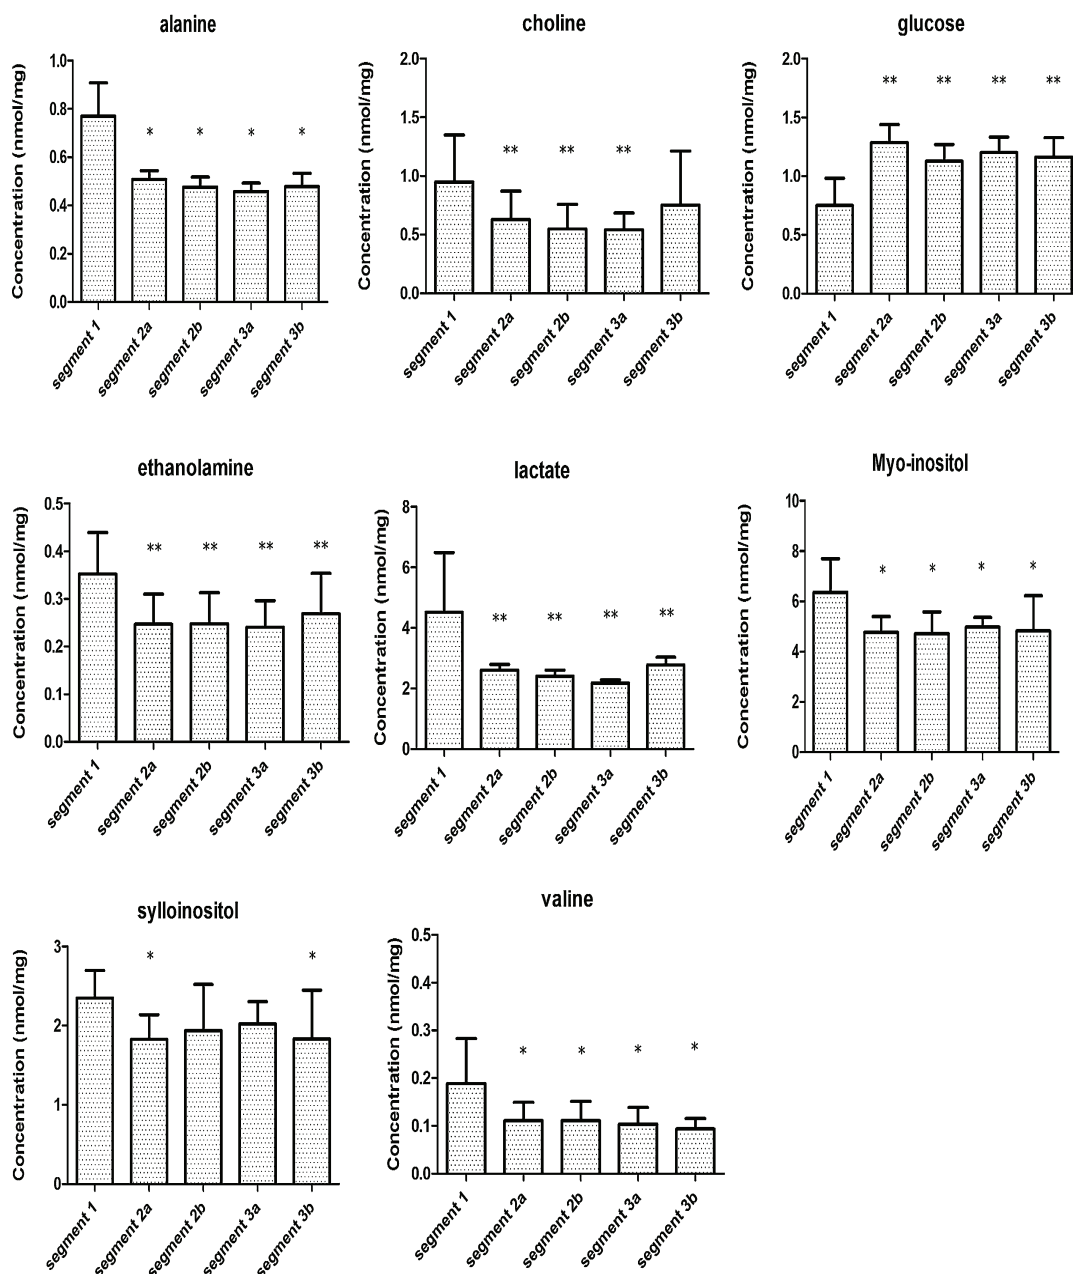 alanine
Concentration (nmol/mg)
1.0
0.8
0.6
0.4
0.2
0.0
* * * *
segment 1
segment 2a
segment 2b
segment 3a
segment 3b
choline
Concentration (nmol/mg)
2.0
1.5
1.0
0.5
0.0
** ** **
segment 1
segment 2a
segment 2b
segment 3a
segment 3b
glucose
Concentration (nmol/mg)
2.0
1.5
1.0
0.5
0.0
** ** ** **
segment 1
segment 2a
segment 2b
segment 3a
segment 3b
ethanolamine
Concentration (nmol/mg)
0.5
0.4
0.3
0.2
0.1
0.0
** ** ** **
segment 1
segment 2a
segment 2b
segment 3a
segment 3b
lactate
Concentration (nmol/mg)
8
6
4
2
0
** ** ** **
segment 1
segment 2a
segment 2b
segment 3a
segment 3b
Myo-inositol
Concentration (nmol/mg)
10
8
6
4
2
0
* * * *
segment 1
segment 2a
segment 2b
segment 3a
segment 3b
sylloinositol
Concentration (nmol/mg)
3
2
1
0
* *
segment 1
segment 2a
segment 2b
segment 3a
segment 3b
valine
Concentration (nmol/mg)
0.5
0.4
0.3
0.2
0.1
0.0
* * * *
segment 1
segment 2a
segment 2b
segment 3a
segment 3b